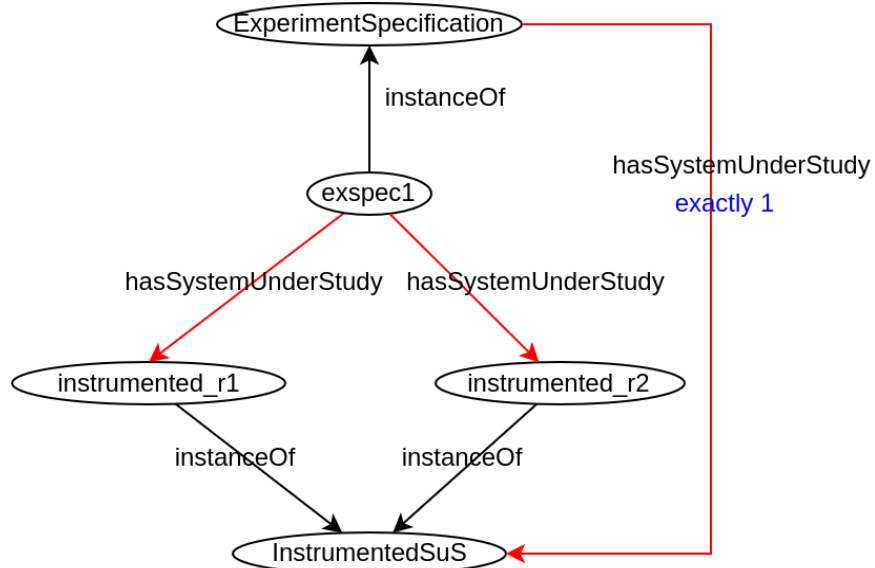 ExperimentSpecification
instanceOf
hasSystemUnderStudy
exactly 1
exspec1
hasSystemUnderStudy
hasSystemUnderStudy
instrumented_r1
instrumented_r2
instanceOf
instanceOf
InstrumentedSuS